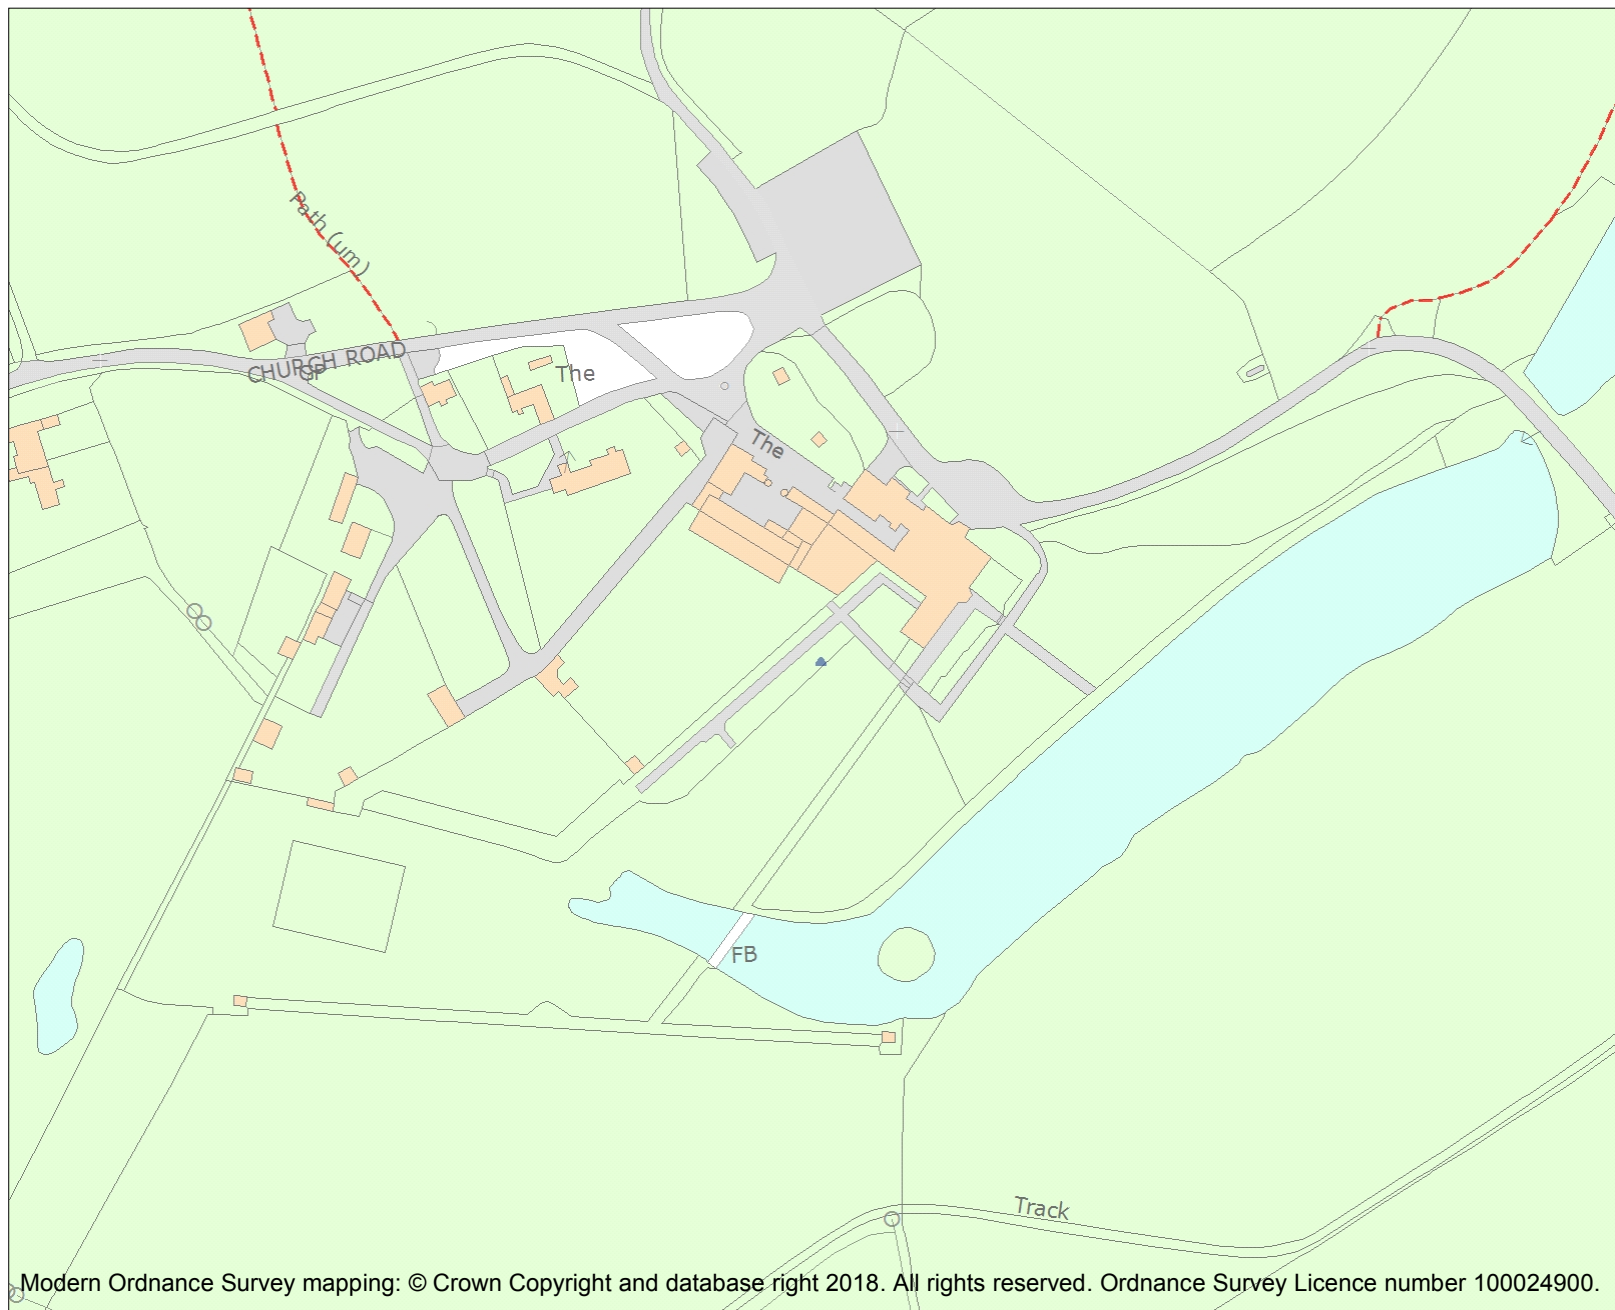 Path (um)
CHURCH ROAD
GP
The
The
FB
Track
Modern Ordnance Survey mapping: © Crown Copyright and database right 2018. All rights reserved. Ordnance Survey Licence number 100024900.